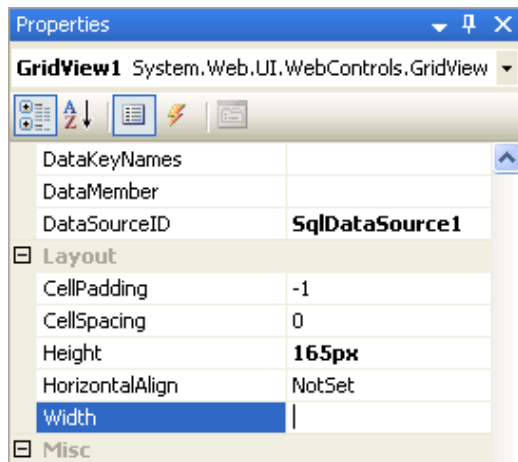 Properties
GridView1 System.Web.UI.WebControls.GridView
A
Z
DataKeyNames
DataMember
DataSourceID SqlDataSource1
Layout
CellPadding -1
CellSpacing 0
Height 165px
HorizontalAlign NotSet
Width
Misc